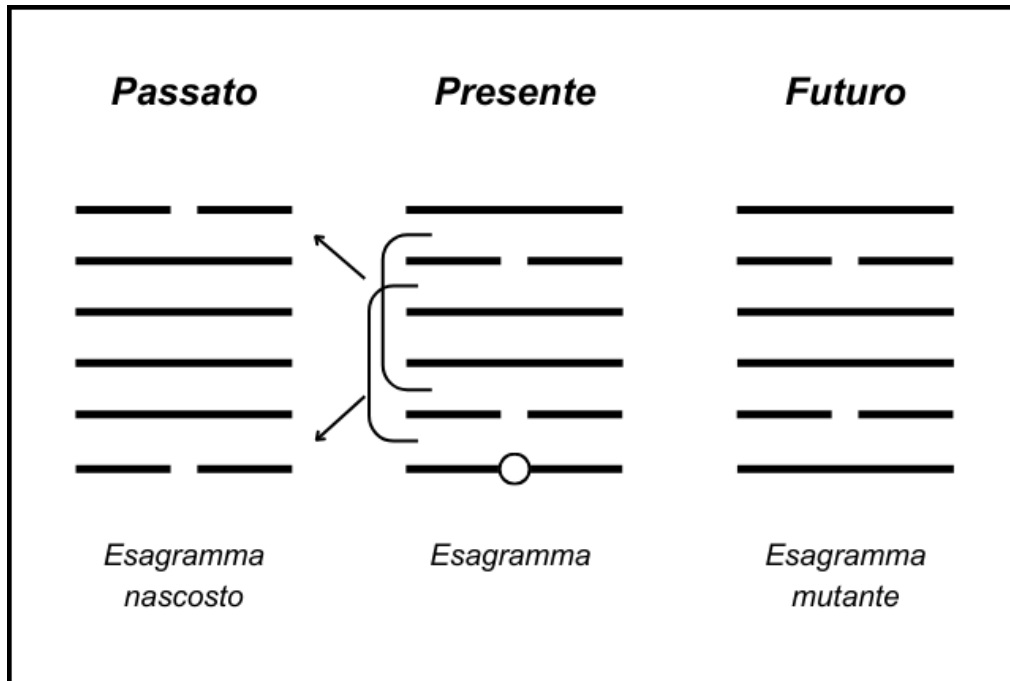 Passato
Presente
Futuro
Esagramma
nascosto
Esagramma
Esagramma
mutante